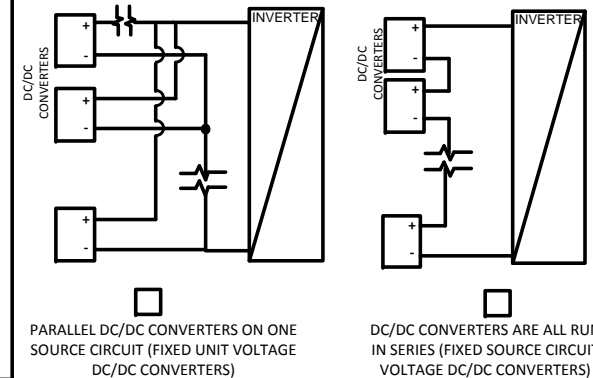 INVERTER
+
-
+
-
+
-
DC/DC
CONVERTERS
PARALLEL DC/DC CONVERTERS ON ONE
SOURCE CIRCUIT (FIXED UNIT VOLTAGE
DC/DC CONVERTERS)
INVERTER
+
-
+
-
+
-
DC/DC
CONVERTERS
DC/DC CONVERTERS ARE ALL RUN
IN SERIES (FIXED SOURCE CIRCUIT
VOLTAGE DC/DC CONVERTERS)